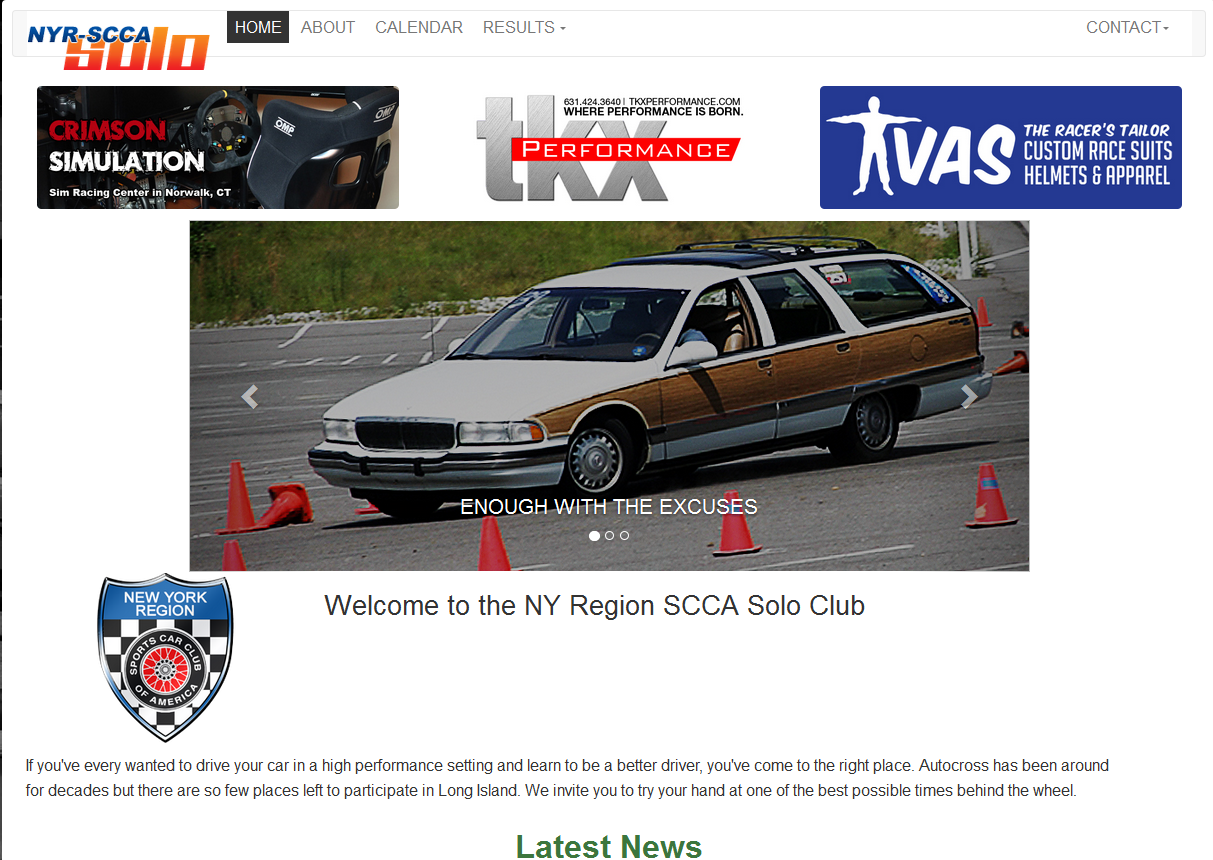 NYR-SCCA
solo
HOME
ABOUT
CALENDAR
RESULTS
CONTACT
CRIMSON
SIMULATION
Sim Racing Center in Norwalk, CT
OMP
OMP
631.424.3640 | TKXPERFORMANCE.COM
WHERE PERFORMANCE IS BORN.
tkx
PERFORMANCE
VAS
THE RACER'S TAILOR
CUSTOM RACE SUITS
HELMETS & APPAREL
ENOUGH WITH THE EXCUSES
NEW YORK
REGION
SPORTS CAR CLUB
OF AMERICA
Welcome to the NY Region SCCA Solo Club
If you've every wanted to drive your car in a high performance setting and learn to be a better driver, you've come to the right place. Autocross has been around
for decades but there are so few places left to participate in Long Island. We invite you to try your hand at one of the best possible times behind the wheel.
Latest News